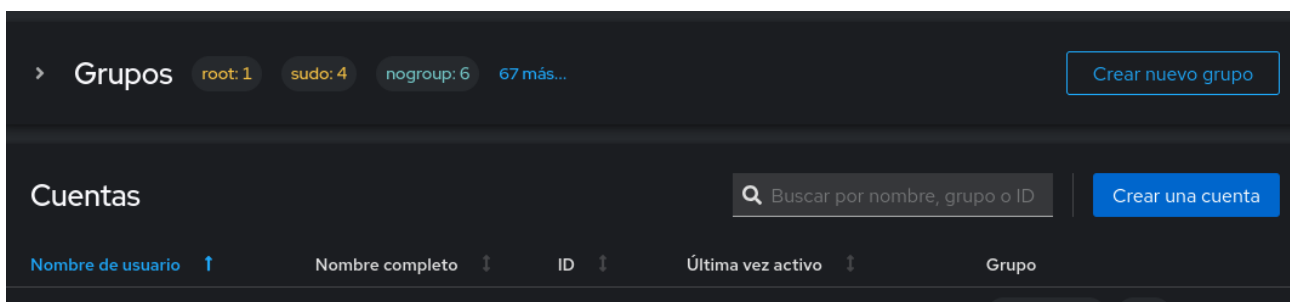 Grupos root: 1 sudo: 4 nogroup: 6 67 más... Crear nuevo grupo
Cuentas Buscar por nombre, grupo o ID Crear una cuenta
Nombre de usuario Nombre completo ID Última vez activo Grupo